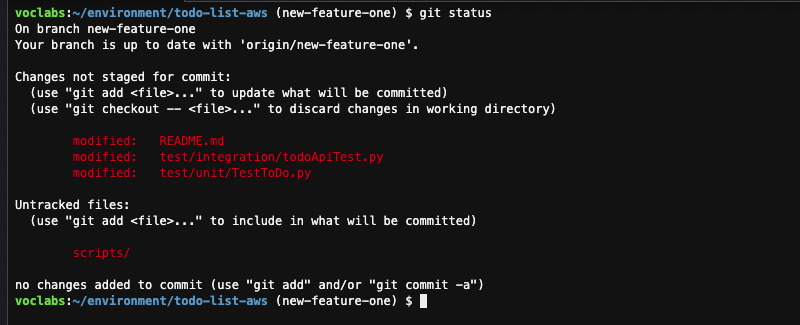 voclabs:~/environment/todo-list-aws (new-feature-one) $ git status
On branch new-feature-one
Your branch is up to date with 'origin/new-feature-one'.

Changes not staged for commit:
  (use "git add <file>..." to update what will be committed)
  (use "git checkout -- <file>..." to discard changes in working directory)

        modified:   README.md
        modified:   test/integration/todoApiTest.py
        modified:   test/unit/TestToDo.py

Untracked files:
  (use "git add <file>..." to include in what will be committed)

        scripts/

no changes added to commit (use "git add" and/or "git commit -a")
voclabs:~/environment/todo-list-aws (new-feature-one) $